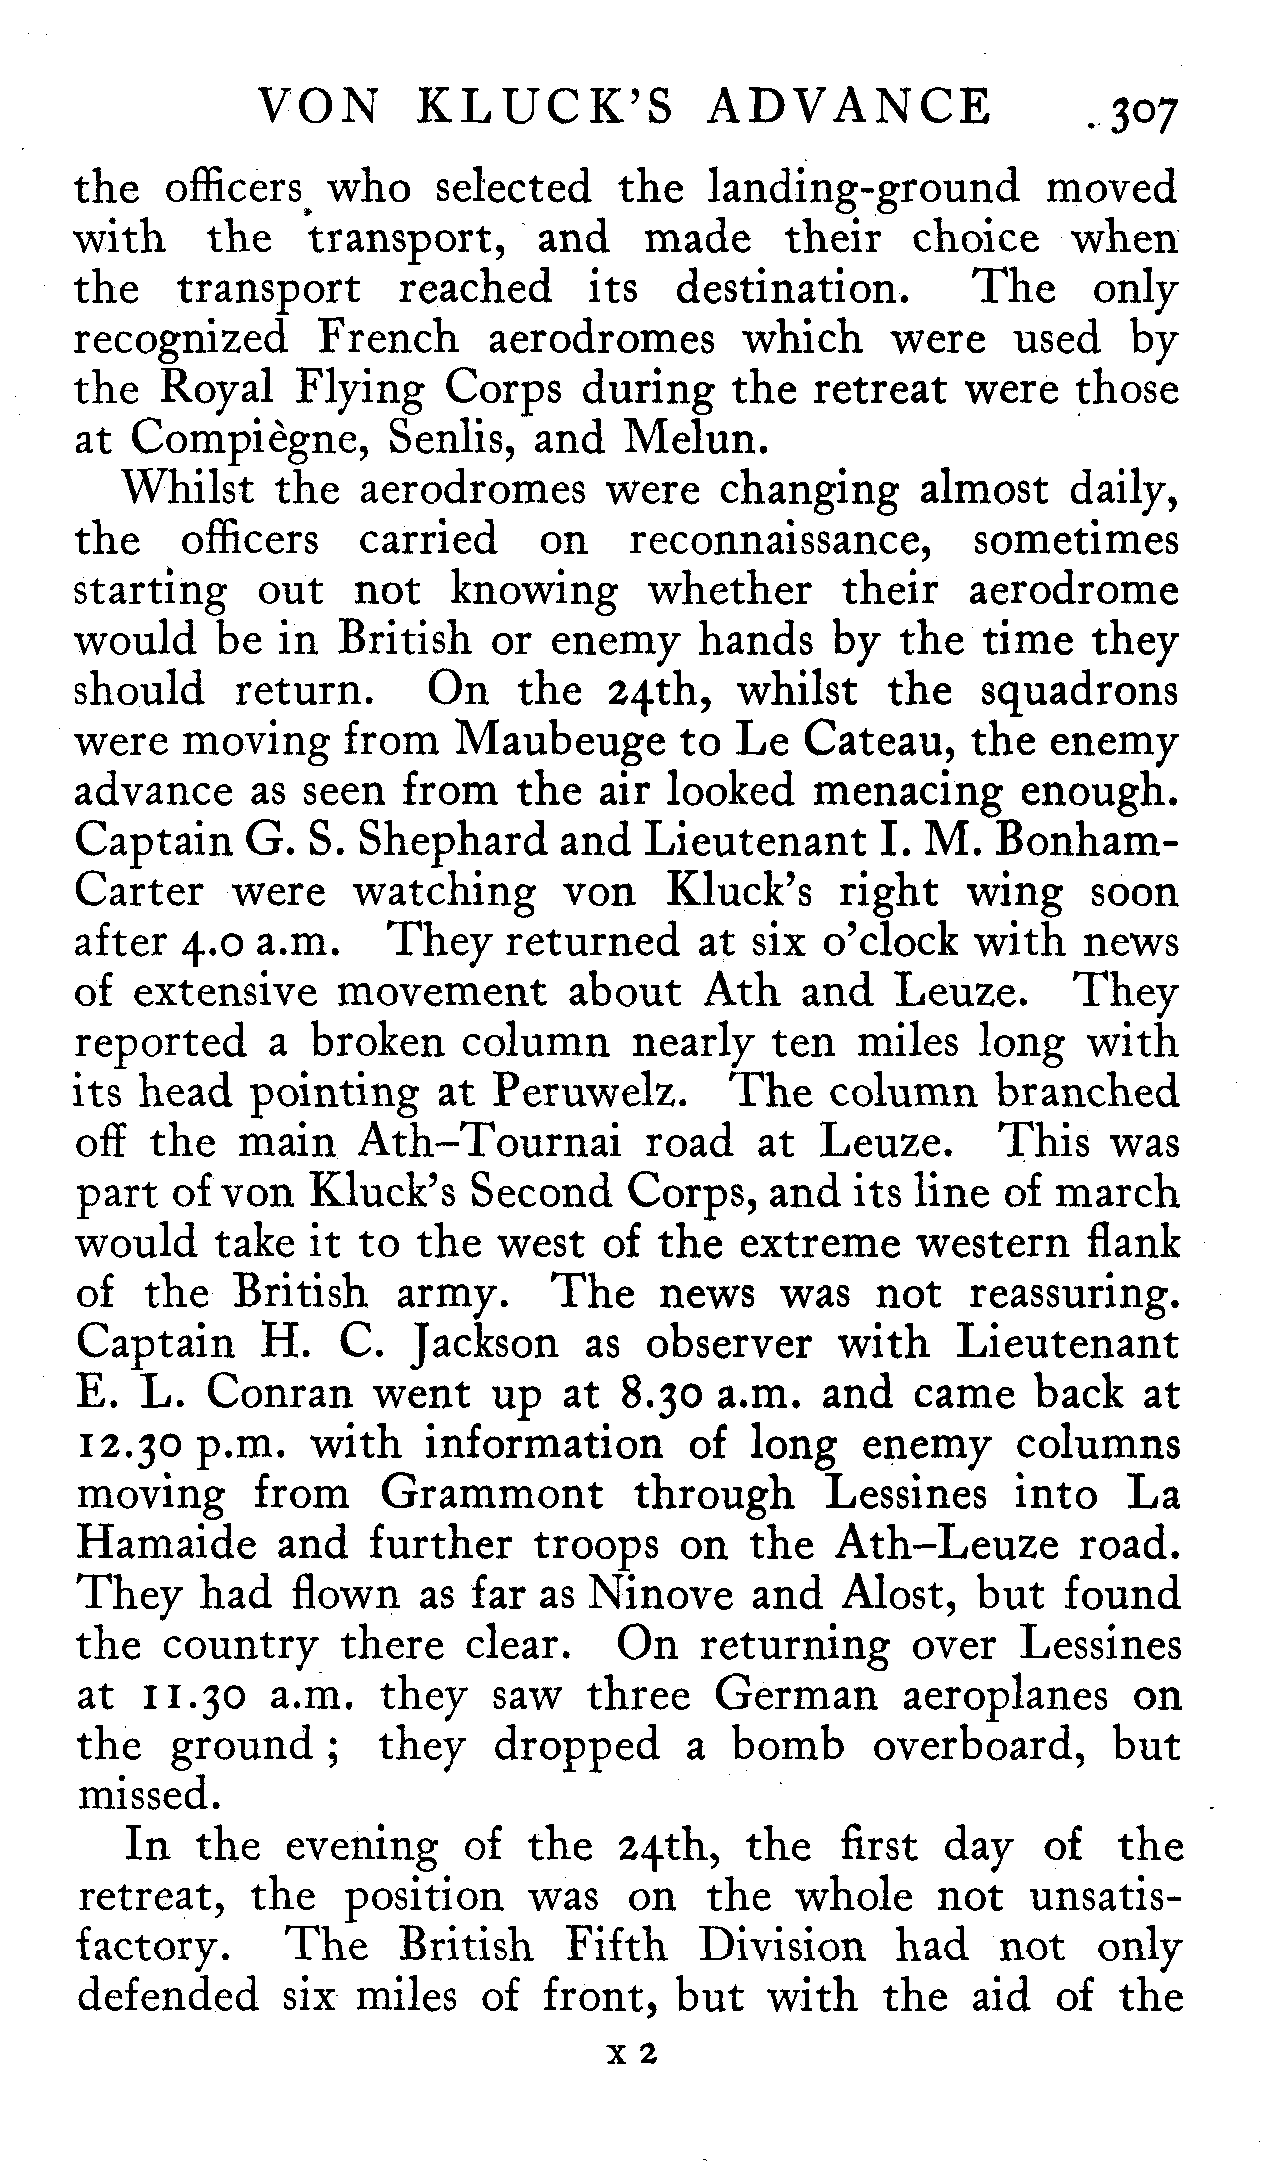 VON KLUCK'S ADVANCE 307
the officers who selected the landing-ground moved
with the transport, and made their choice when
the transport reached its destination. The only
recognized French aerodromes which were used by
the Royal Flying Corps during the retreat were those
at Compiègne, Senlis, and Melun.
Whilst the aerodromes were changing almost daily,
the officers carried on reconnaissance, sometimes
starting out not knowing whether their aerodrome
would be in British or enemy hands by the time they
should return. On the 24th, whilst the squadrons
were moving from Maubeuge to Le Cateau, the enemy
advance as seen from the air looked menacing enough.
Captain G. S. Shephard and Lieutenant I. M. Bonham-
Carter were watching von Kluck's right wing soon
after 4.0 a.m. They returned at six o'clock with news
of extensive movement about Ath and Leuze. They
reported a broken column nearly ten miles long with
its head pointing at Peruwelz. The column branched
off the main Ath–Tournai road at Leuze. This was
part of von Kluck's Second Corps, and its line of march
would take it to the west of the extreme western flank
of the British army. The news was not reassuring.
Captain H. C. Jackson as observer with Lieutenant
E. L. Conran went up at 8.30 a.m. and came back at
12.30 p.m. with information of long enemy columns
moving from Grammont through Lessines into La
Hamaide and further troops on the Ath–Leuze road.
They had flown as far as Ninove and Alost, but found
the country there clear. On returning over Lessines
at 11.30 a.m. they saw three German aeroplanes on
the ground ; they dropped a bomb overboard, but
missed.
In the evening of the 24th, the first day of the
retreat, the position was on the whole not unsatis-
factory. The British Fifth Division had not only
defended six miles of front, but with the aid of the
X 2